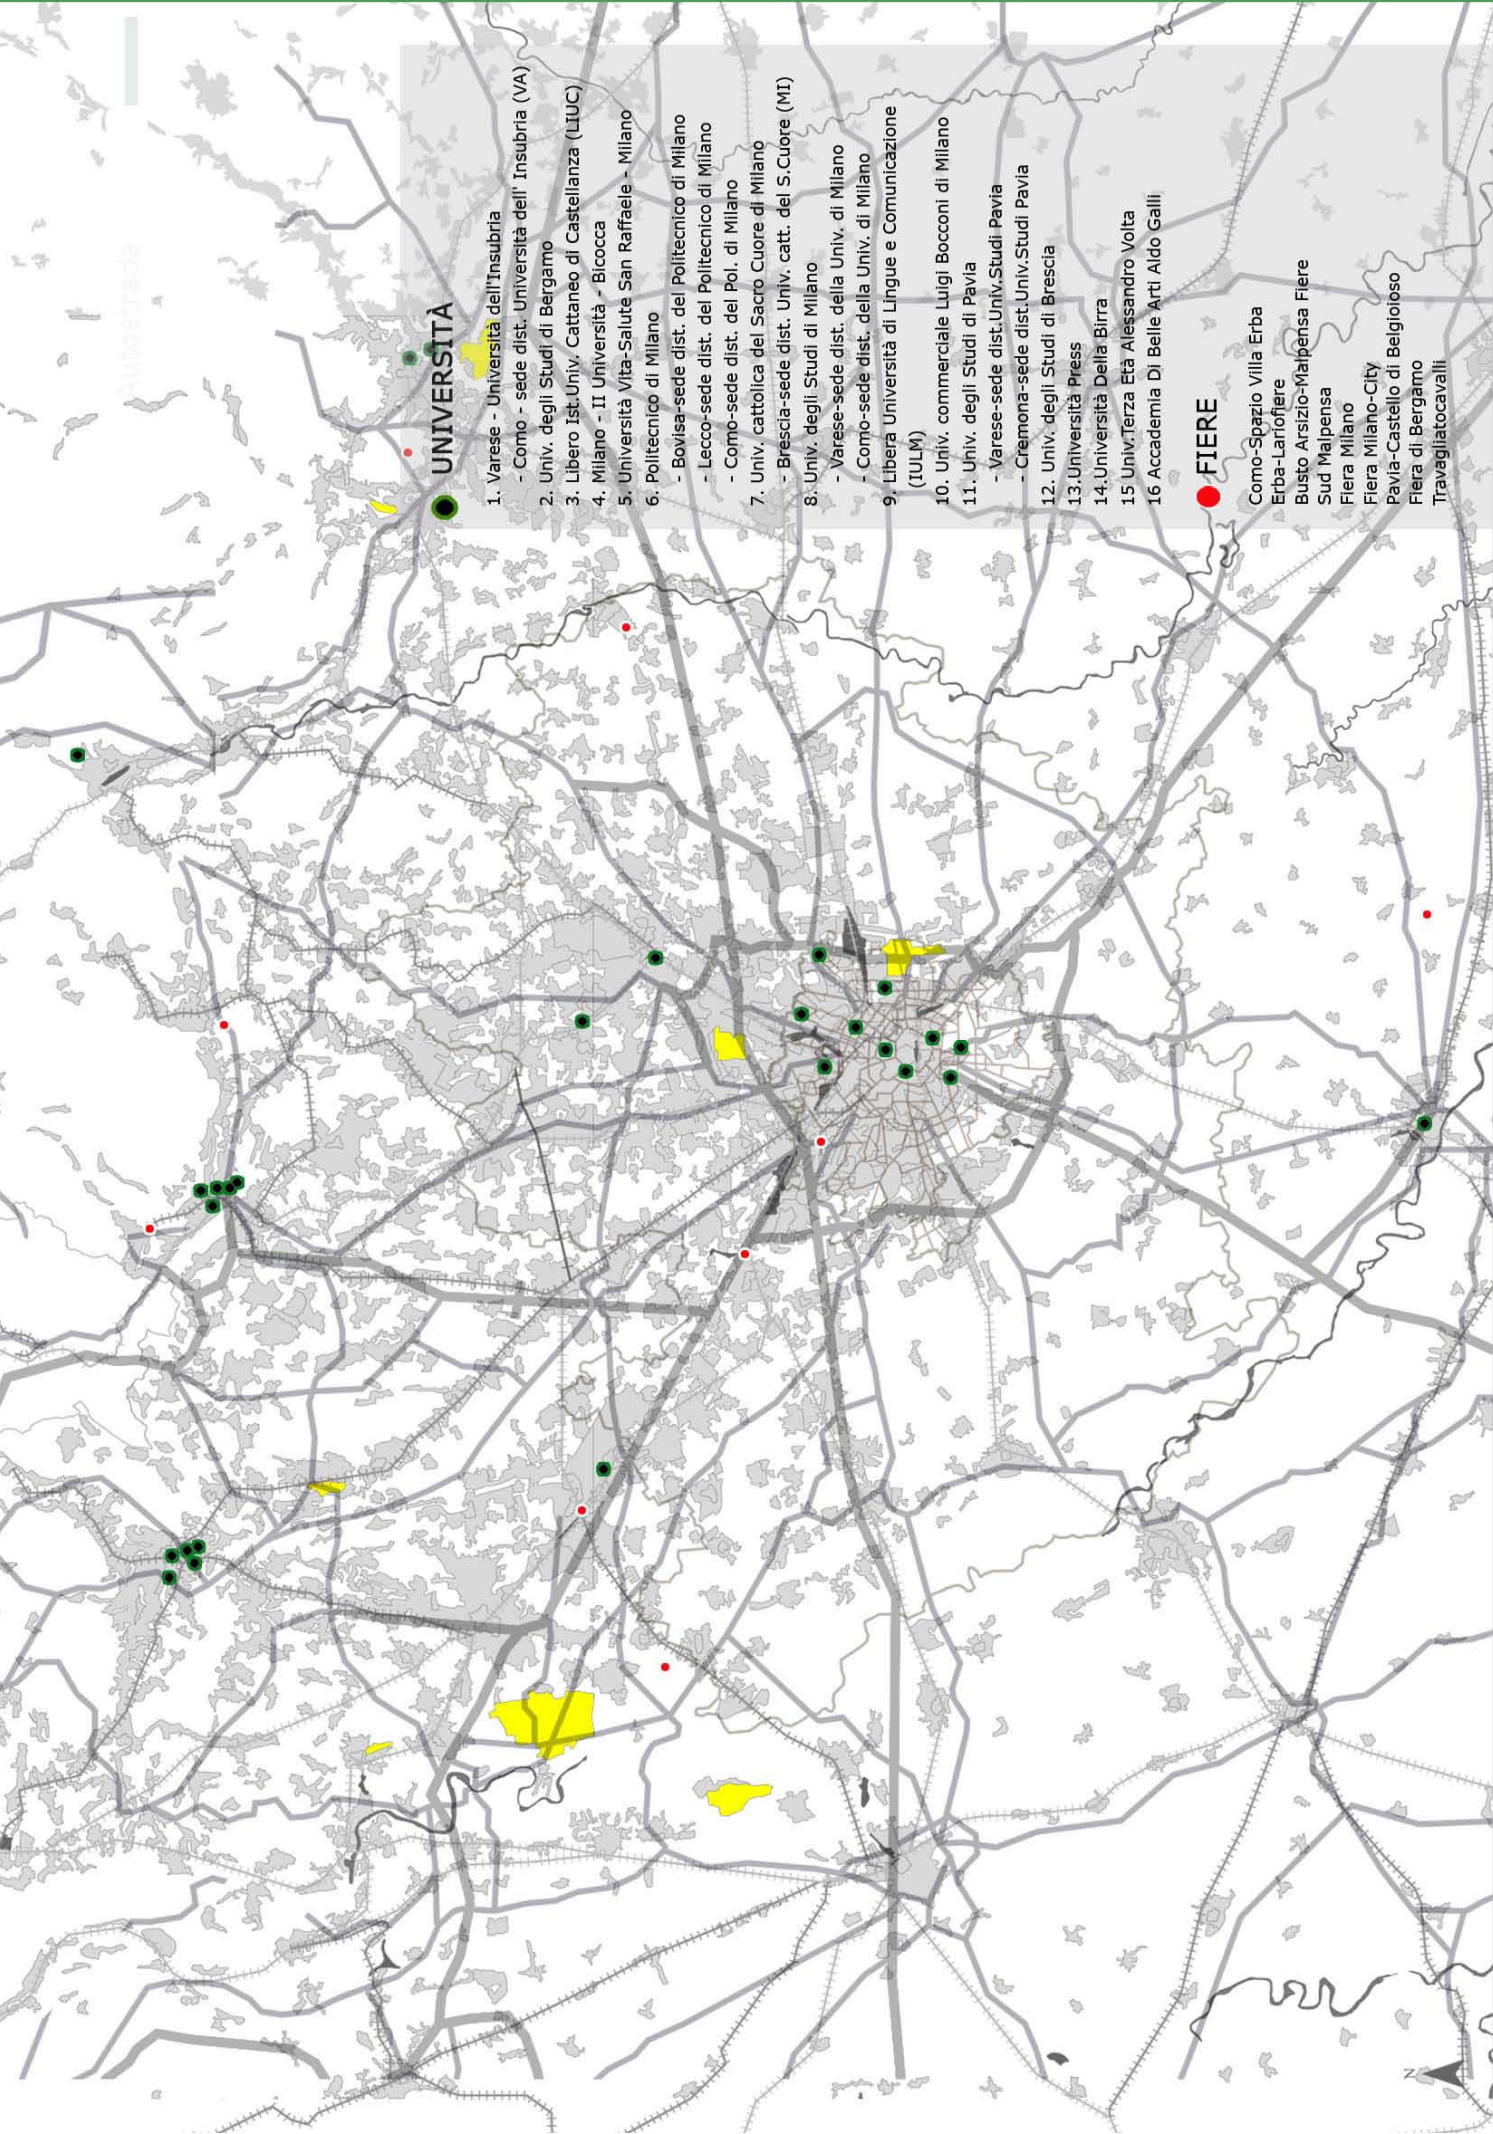 Autostrada
UNIVERSITÀ
1. Varese - Università dell'Insubria
- Como - sede dist. Università dell' Insubria (VA)
2. Univ. degli Studi di Bergamo
3. Libero Ist.Univ. Cattaneo di Castellanza (LIUC)
4. Milano - II Università - Bicocca
5. Università Vita-Salute San Raffaele - Milano
6. Politecnico di Milano
- Bovisa-sede dist. del Politecnico di Milano
- Lecco-sede dist. del Politecnico di Milano
- Como-sede dist. del Pol. di Milano
7. Univ. cattolica del Sacro Cuore di Milano
- Brescia-sede dist. Univ. catt. del S.Cuore (MI)
8. Univ. degli Studi di Milano
- Varese-sede dist. della Univ. di Milano
- Como-sede dist. della Univ. di Milano
9. Libera Università di Lingue e Comunicazione
(IULM)
10. Univ. commerciale Luigi Bocconi di Milano
11. Univ. degli Studi di Pavia
- Varese-sede dist.Univ.Studi Pavia
- Cremona-sede dist.Univ.Studi Pavia
12. Univ. degli Studi di Brescia
13.Università Press
14.Università Della Birra
15 Univ.Terza Età Alessandro Volta
16 Accademia Di Belle Arti Aldo Galli
FIERE
Como-Spazio Villa Erba
Erba-Lariofiere
Busto Arsizio-Malpensa Fiere
Sud Malpensa
Fiera Milano
Fiera Milano-City
Pavia-Castello di Belgioioso
Fiera di Bergamo
Travagliatocavalli
N